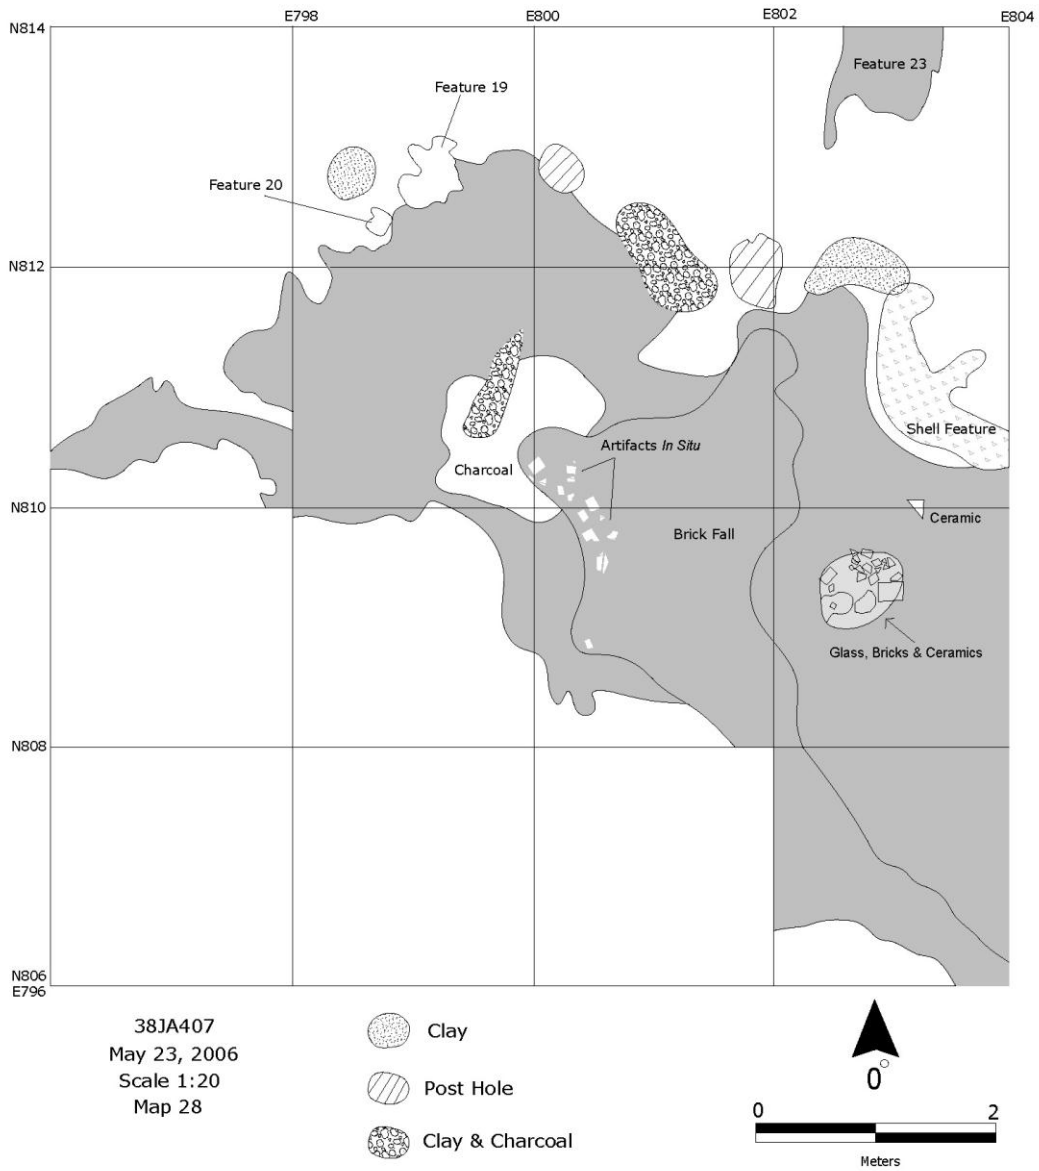 E798
E800
E802
E804
N814
Feature 23
Feature 19
Feature 20
N812
Shell Feature
Artifacts In Situ
Charcoal
N810
Ceramic
Brick Fall
Glass, Bricks & Ceramics
N808
N806
E796
38JA407
May 23, 2006
Scale 1:20
Map 28
Clay
Post Hole
Clay & Charcoal
0°
0 2
Meters